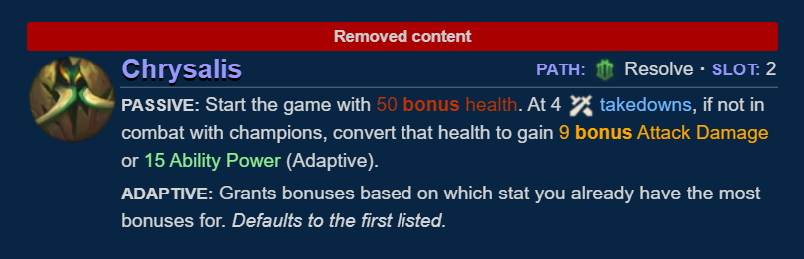 Removed content
Chrysalis PATH: Resolve · SLOT: 2
PASSIVE: Start the game with 50 bonus health. At 4 takedowns, if not in
combat with champions, convert that health to gain 9 bonus Attack Damage
or 15 Ability Power (Adaptive).
ADAPTIVE: Grants bonuses based on which stat you already have the most
bonuses for. Defaults to the first listed.